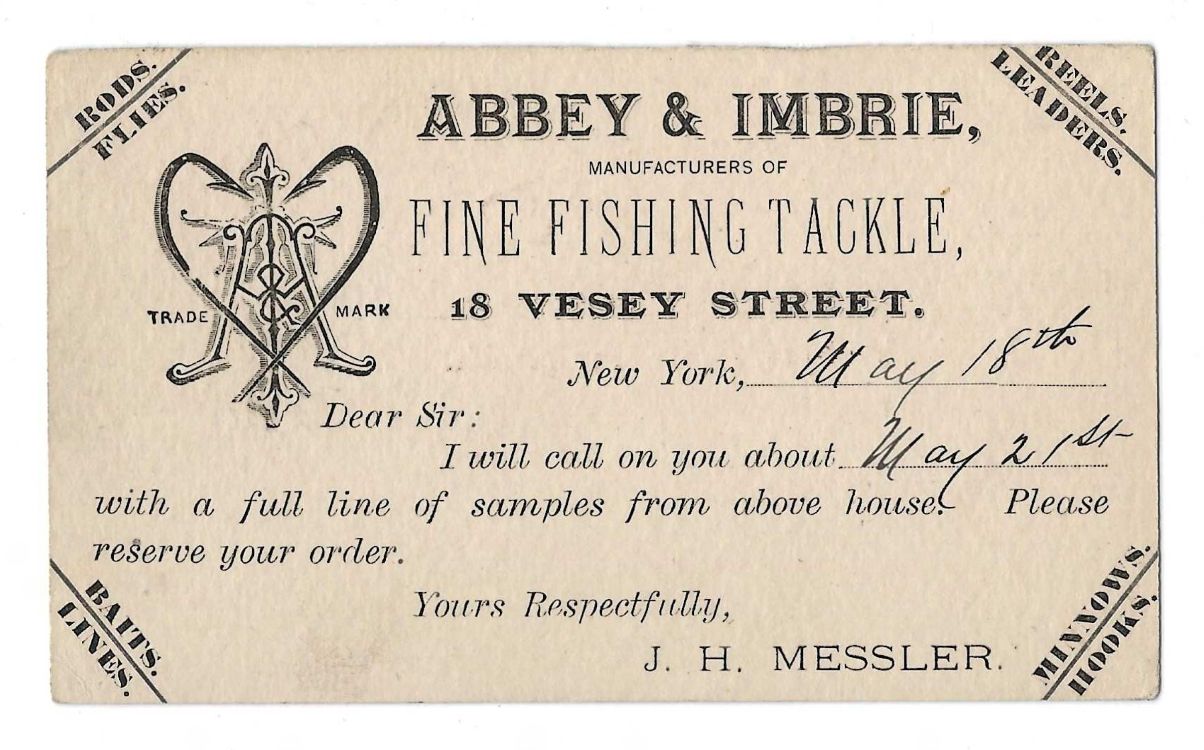 RODS.
FLIES.
REELS.
LEADERS.
ABBEY & IMBRIE,
MANUFACTURERS OF
FINE FISHING TACKLE,
18 VESEY STREET.
TRADE MARK
A & I
New York, May 18th
Dear Sir:
I will call on you about May 21st
with a full line of samples from above house. Please
reserve your order.
Yours Respectfully,
J. H. MESSLER.
BAITS.
LINES.
MINNOWS.
HOOKS.